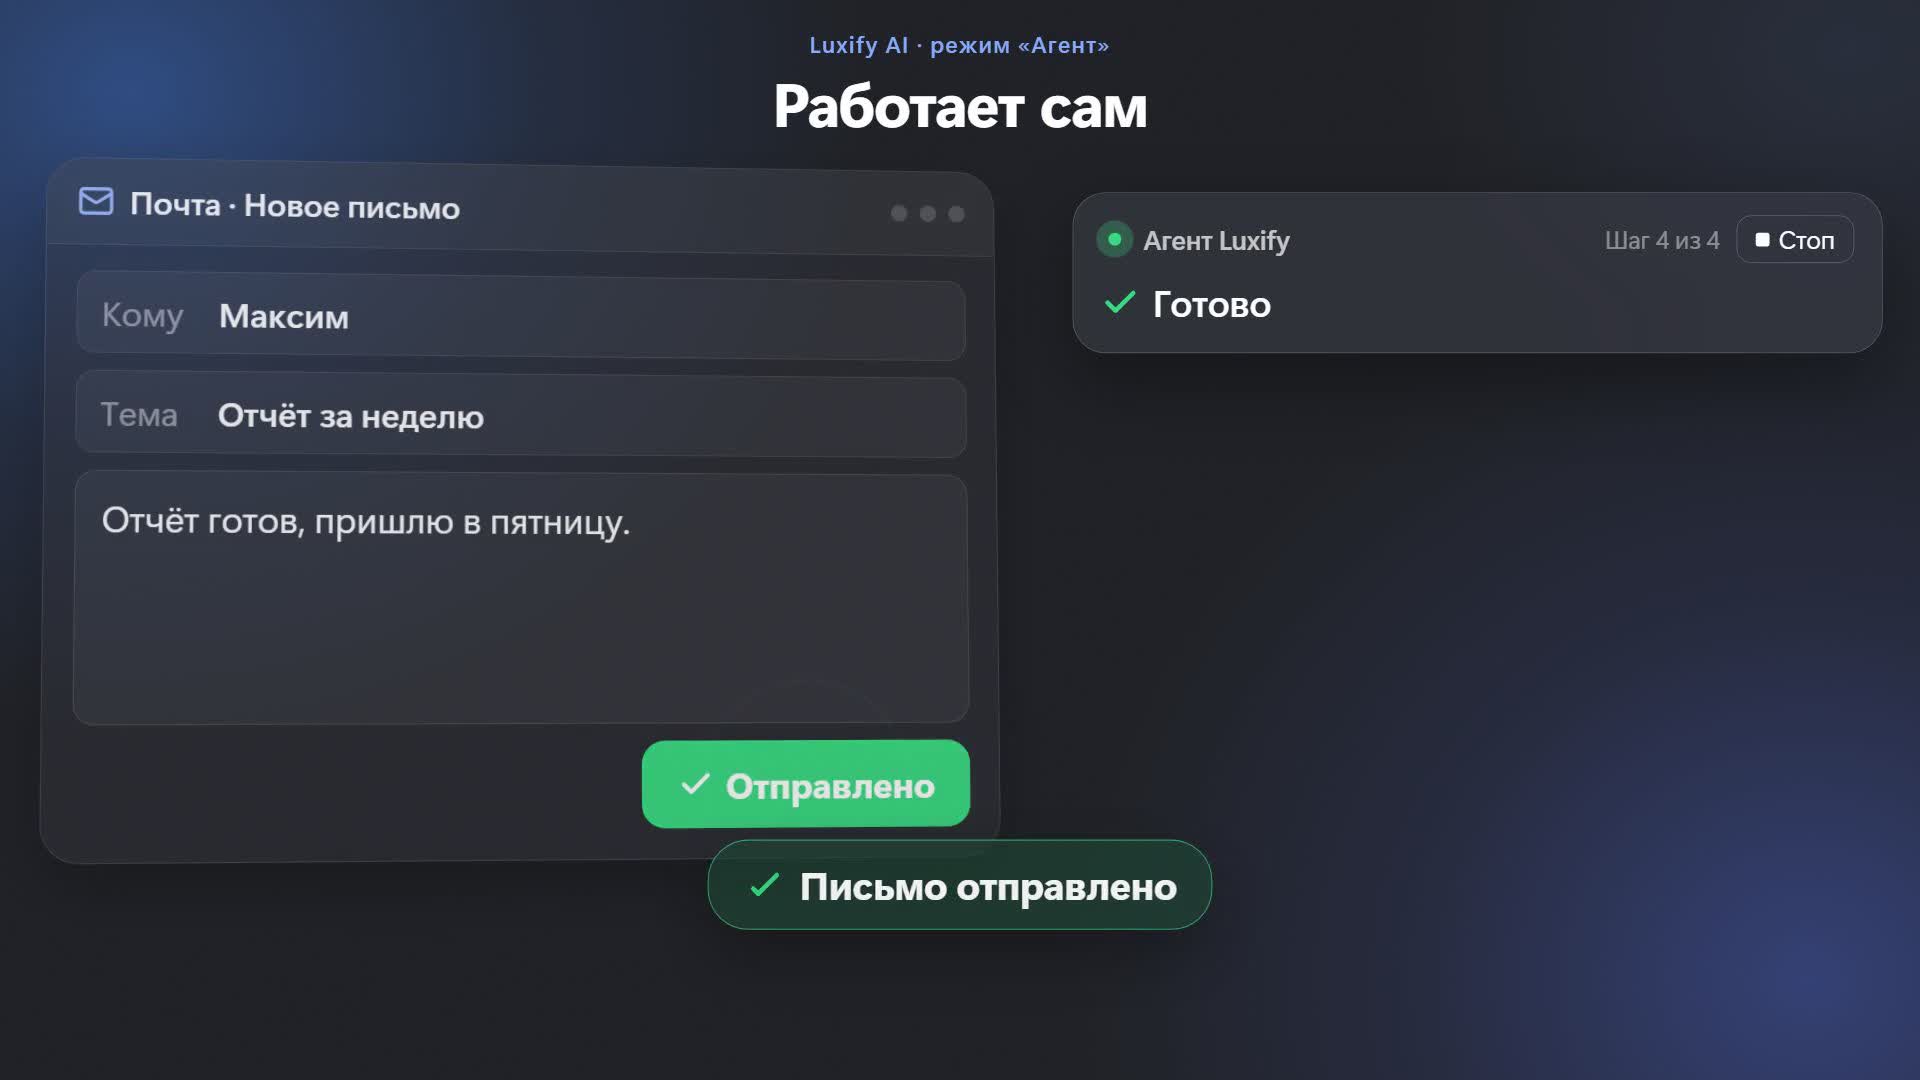 Luxify AI · режим «Агент»
Работает сам
Почта · Новое письмо
Кому Максим
Тема Отчёт за неделю
Отчёт готов, пришлю в пятницу.
Отправлено
Агент Luxify
Шаг 4 из 4
Стоп
Готово
Письмо отправлено